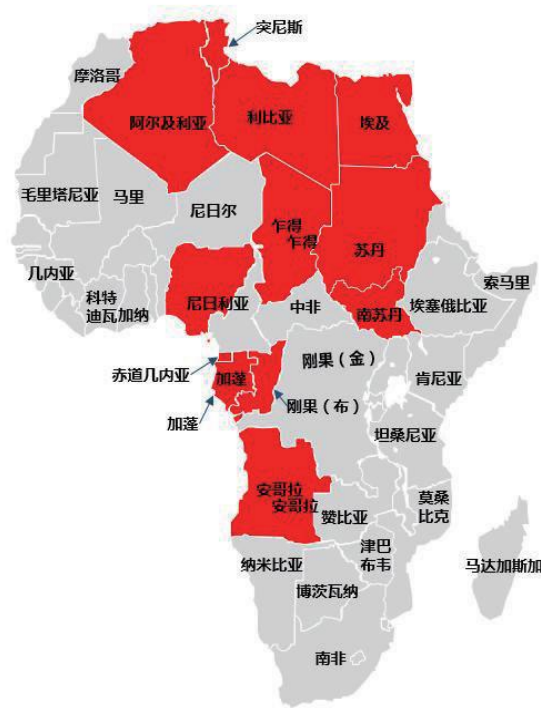 突尼斯
摩洛哥
阿尔及利亚
利比亚
埃及
毛里塔尼亚
马里
尼日尔
乍得
乍得
苏丹
几内亚
科特
迪瓦
加纳
尼日利亚
中非
南苏丹
埃塞俄比亚
索马里
赤道几内亚
加蓬
刚果（金）
肯尼亚
加蓬
刚果（布）
坦桑尼亚
安哥拉
安哥拉
赞比亚
莫桑
比克
纳米比亚
津巴
布韦
博茨瓦纳
马达加斯加
南非